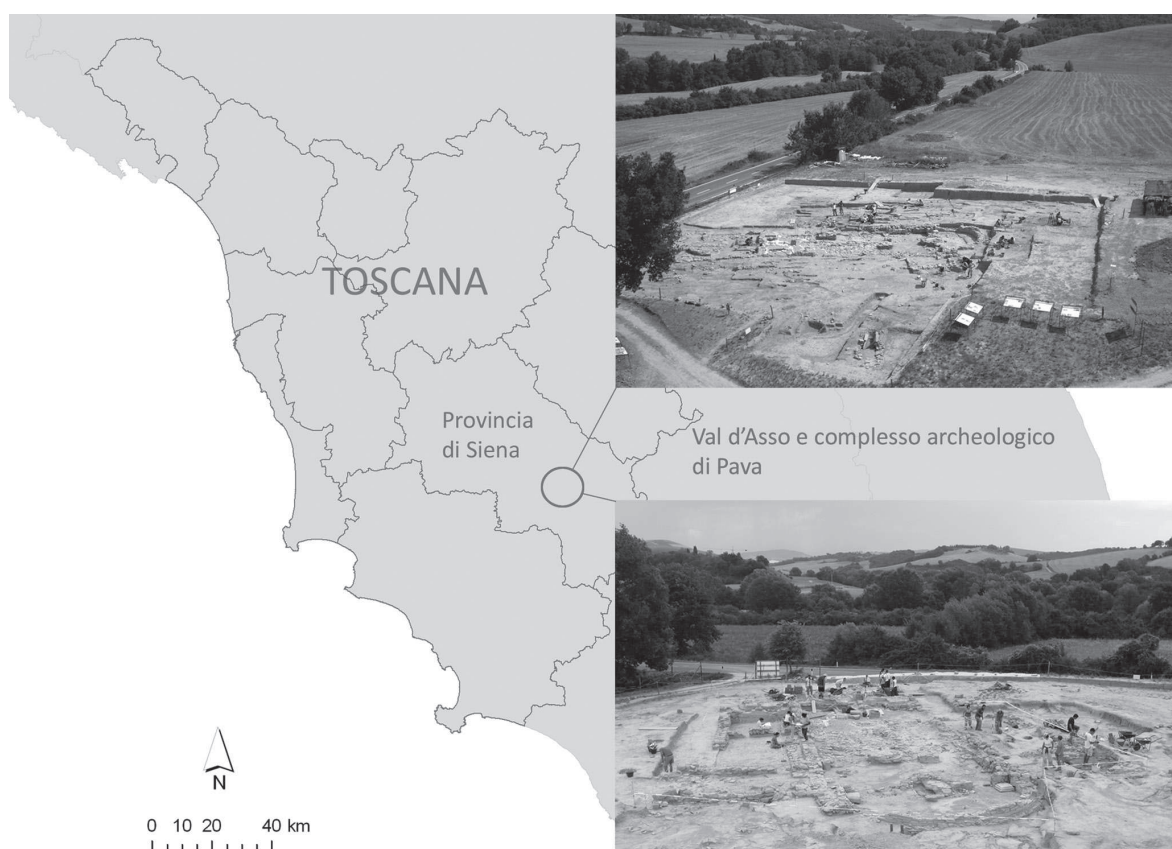 TOSCANA
Provincia
di Siena
Val d’Asso e complesso archeologico
di Pava
N
0 10 20 40 km